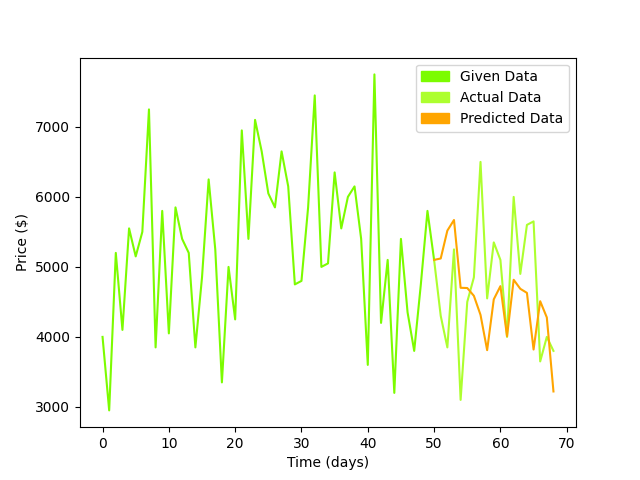 Given Data
Actual Data
Predicted Data
7000
6000
5000
4000
3000
Price ($)
0 10 20 30 40 50 60 70
Time (days)